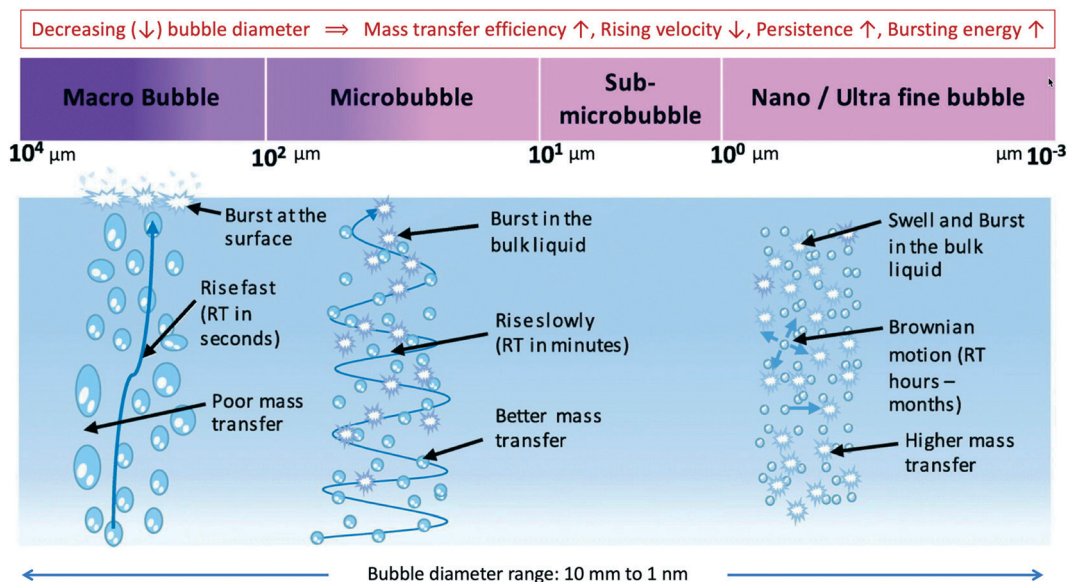 Decreasing (↓) bubble diameter ⇒ Mass transfer efficiency ↑, Rising velocity ↓, Persistence ↑, Bursting energy ↑
Macro Bubble
Microbubble
Sub-
microbubble
Nano / Ultra fine bubble
10⁴ μm
10² μm
10¹ μm
10⁰ μm
μm 10⁻³
Burst at the
surface
Rise fast
(RT in
seconds)
Poor mass
transfer
Burst in the
bulk liquid
Rise slowly
(RT in minutes)
Better mass
transfer
Swell and Burst
in the bulk
liquid
Brownian
motion (RT
hours –
months)
Higher mass
transfer
Bubble diameter range: 10 mm to 1 nm